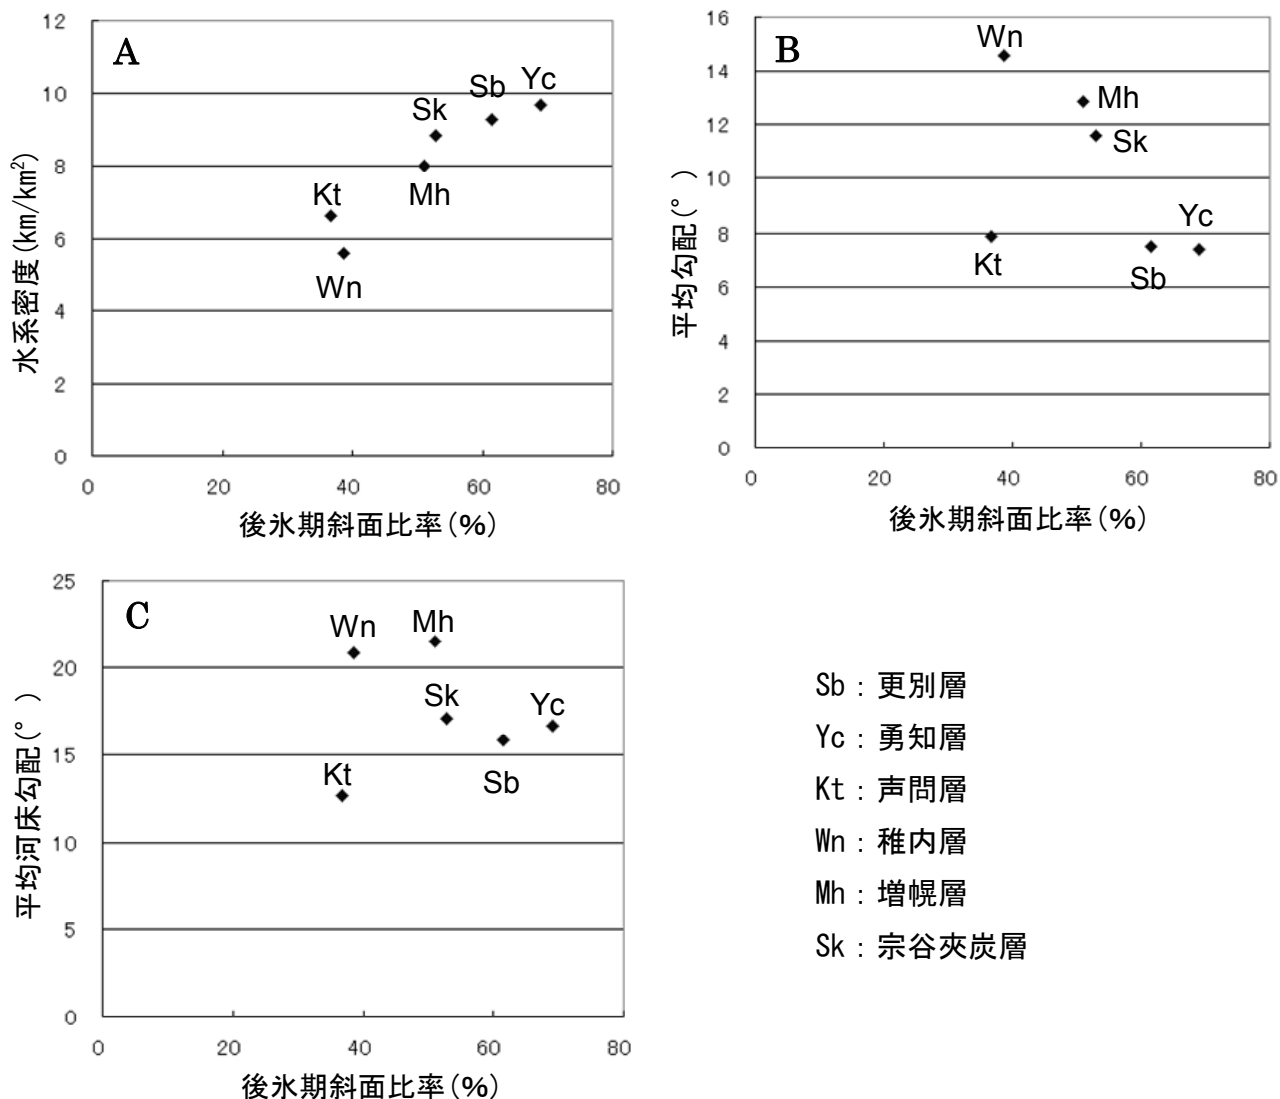 A
12
10
8
6
4
2
0
水系密度(km/km²)
Yc
Sb
Sk
Mh
Kt
Wn
0 20 40 60 80
後氷期斜面比率(%)
B
16
14
12
10
8
6
4
2
0
平均勾配(°)
Wn
Mh
Sk
Yc
Kt
Sb
0 20 40 60 80
後氷期斜面比率(%)
C
25
20
15
10
5
0
平均河床勾配(°)
Wn
Mh
Sk
Yc
Kt
Sb
0 20 40 60 80
後氷期斜面比率(%)
Sb：更別層
Yc：勇知層
Kt：声問層
Wn：稚内層
Mh：増幌層
Sk：宗谷夾炭層